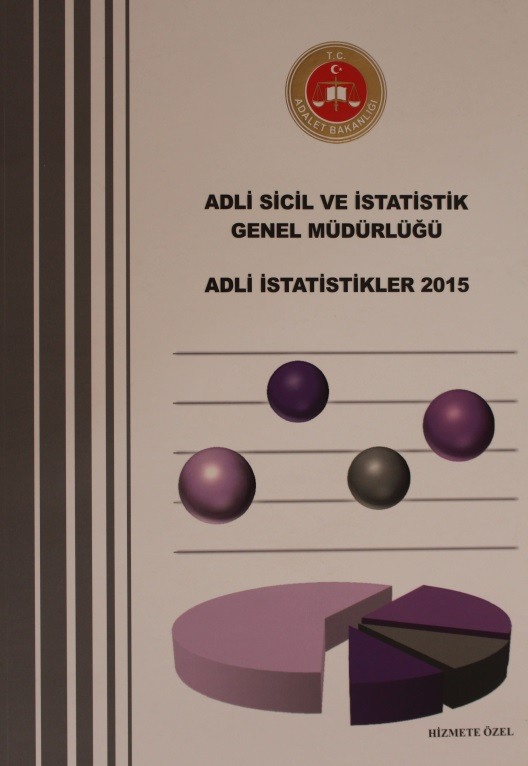 T.C.
ADALET BAKANLIĞI
ADLİ SİCİL VE İSTATİSTİK
GENEL MÜDÜRLÜĞÜ
ADLİ İSTATİSTİKLER 2015
HİZMETE ÖZEL